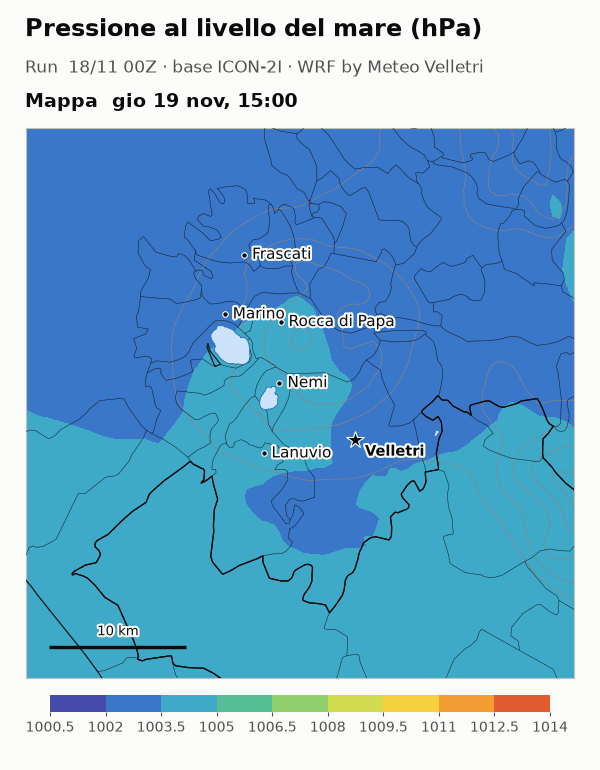 Pressione al livello del mare (hPa)
Run  18/11 00Z · base ICON-2I · WRF by Meteo Velletri
Mappa  gio 19 nov, 15:00
Frascati
Marino
Rocca di Papa
Nemi
Velletri
Lanuvio
10 km
1000.5 1002 1003.5 1005 1006.5 1008 1009.5 1011 1012.5 1014